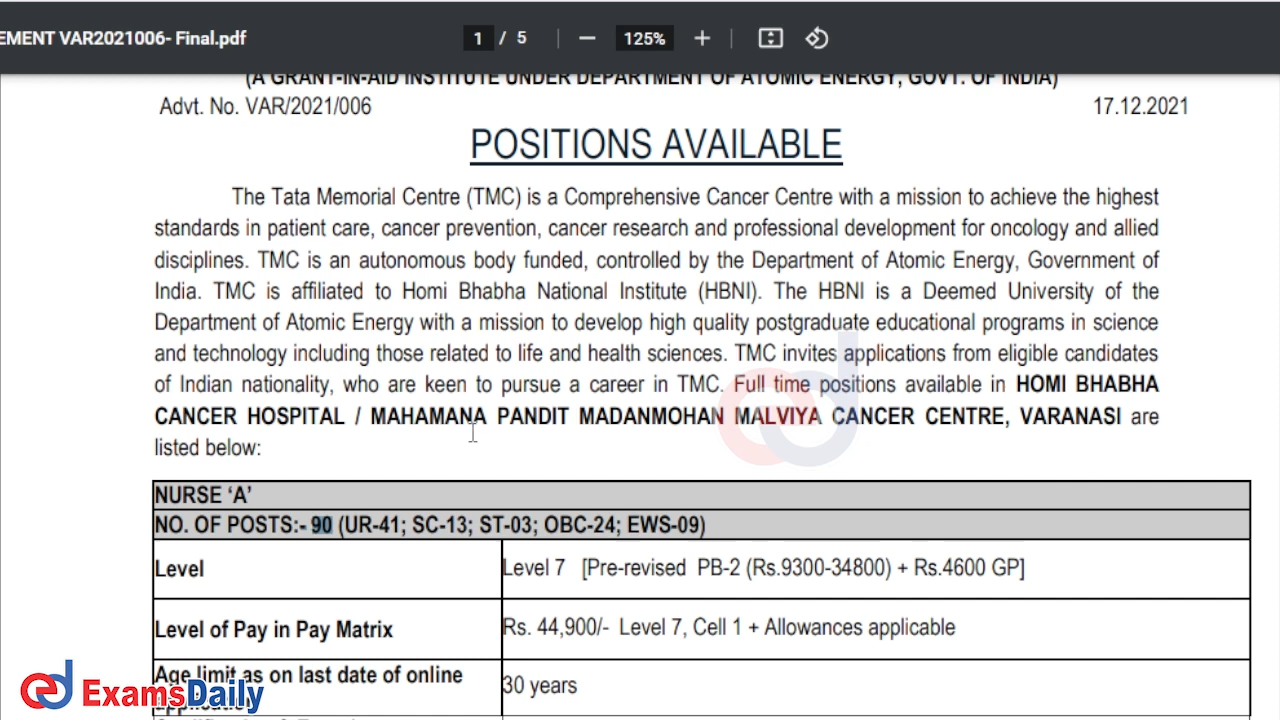 EMENT VAR2021006- Final.pdf
1 / 5
125%
(A GRANT-IN-AID INSTITUTE UNDER DEPARTMENT OF ATOMIC ENERGY, GOVT. OF INDIA)
Advt. No. VAR/2021/006 17.12.2021
POSITIONS AVAILABLE
The Tata Memorial Centre (TMC) is a Comprehensive Cancer Centre with a mission to achieve the highest
standards in patient care, cancer prevention, cancer research and professional development for oncology and allied
disciplines. TMC is an autonomous body funded, controlled by the Department of Atomic Energy, Government of
India. TMC is affiliated to Homi Bhabha National Institute (HBNI). The HBNI is a Deemed University of the
Department of Atomic Energy with a mission to develop high quality postgraduate educational programs in science
and technology including those related to life and health sciences. TMC invites applications from eligible candidates
of Indian nationality, who are keen to pursue a career in TMC. Full time positions available in HOMI BHABHA
CANCER HOSPITAL / MAHAMANA PANDIT MADANMOHAN MALVIYA CANCER CENTRE, VARANASI are
listed below:
NURSE ‘A’
NO. OF POSTS:- 90 (UR-41; SC-13; ST-03; OBC-24; EWS-09)
Level Level 7 [Pre-revised PB-2 (Rs.9300-34800) + Rs.4600 GP]
Level of Pay in Pay Matrix Rs. 44,900/- Level 7, Cell 1 + Allowances applicable
Age limit as on last date of online
30 years
ExamsDaily